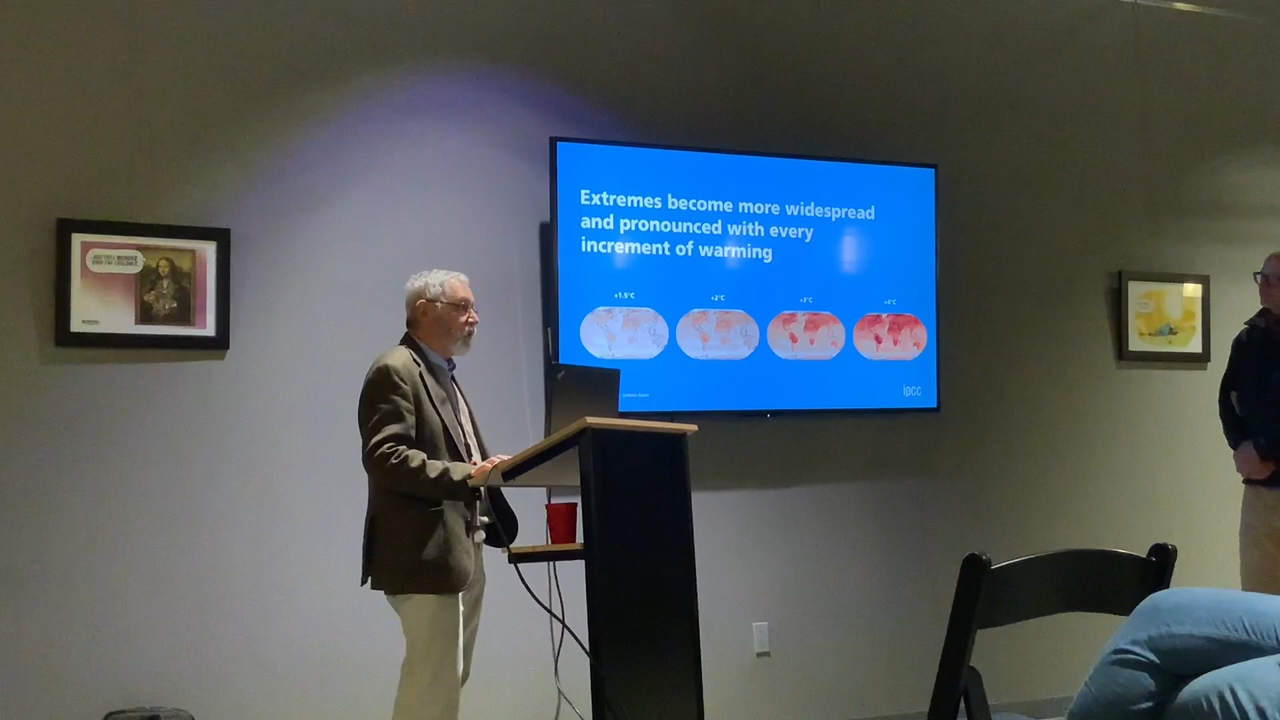 Extremes become more widespread
and pronounced with every
increment of warming
+1.5°C
+2°C
+3°C
+4°C
ipcc